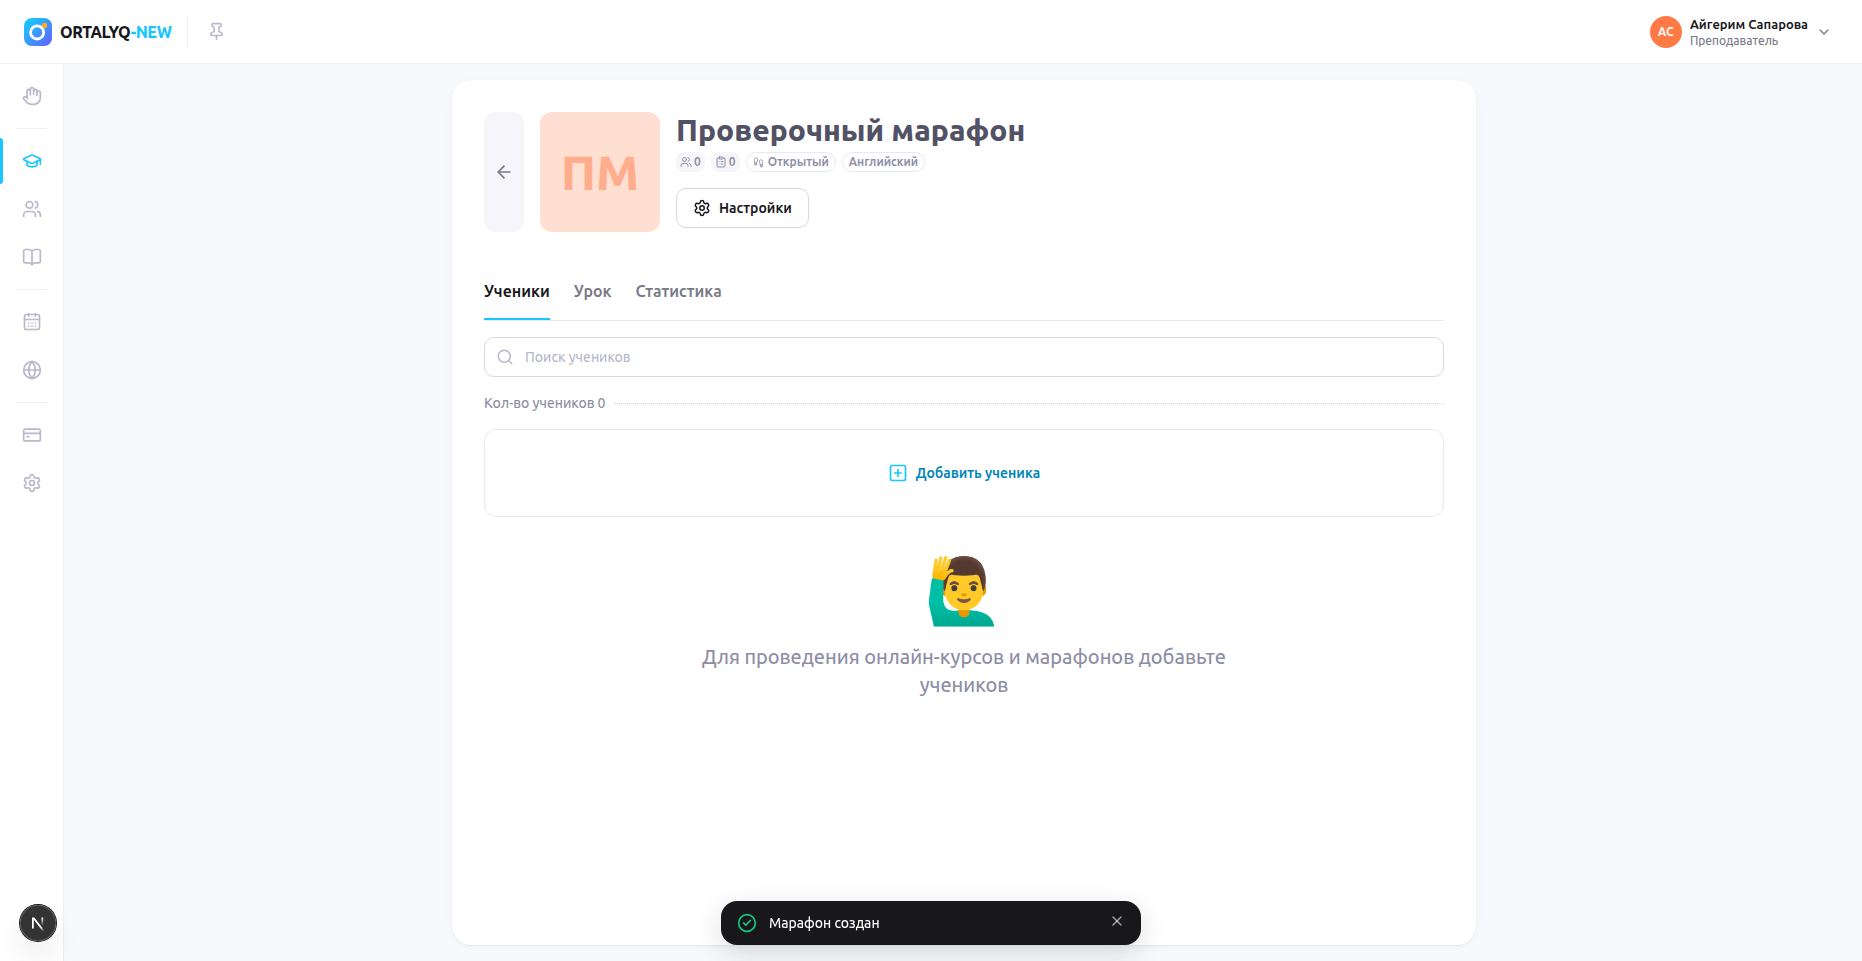 ORTALYQ-NEW
АС
Айгерим Сапарова
Преподаватель
ПМ
Проверочный марафон
0
0
Открытый
Английский
Настройки
Ученики
Урок
Статистика
Поиск учеников
Кол-во учеников 0
Добавить ученика
Для проведения онлайн-курсов и марафонов добавьте
учеников
N
Марафон создан